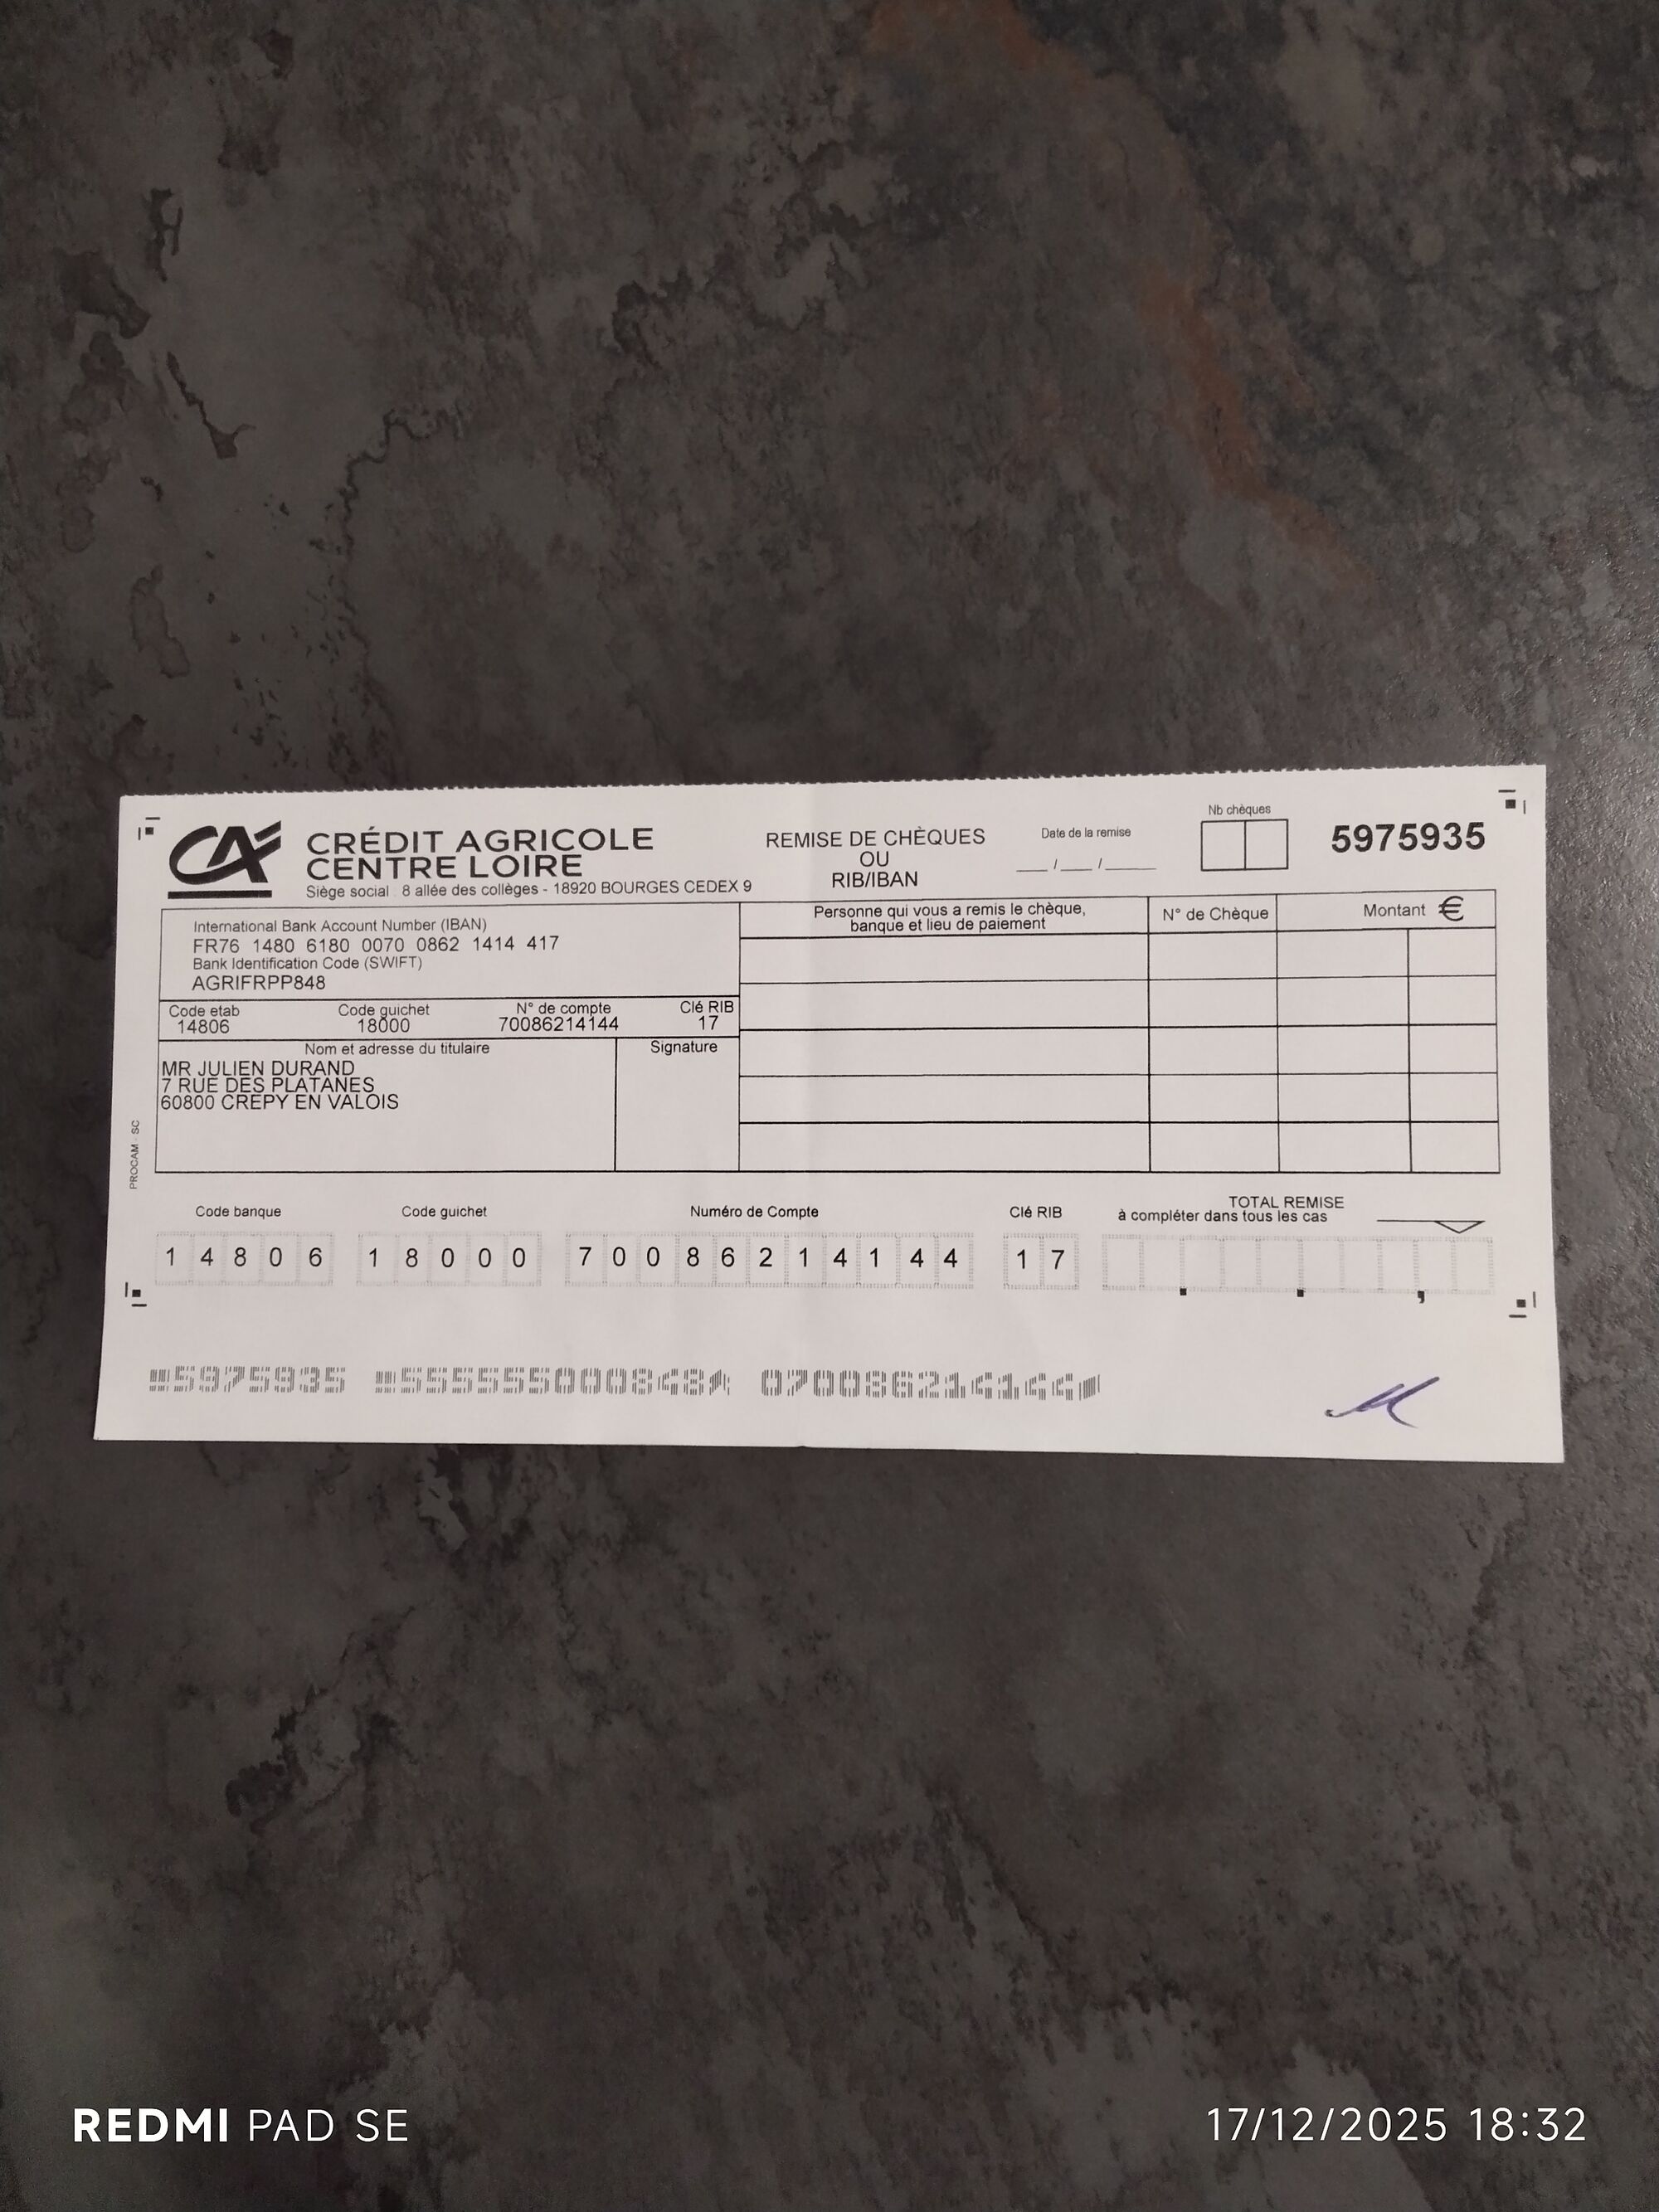 CRÉDIT AGRICOLE
CENTRE LOIRE
Siège social : 8 allée des collèges - 18920 BOURGES CEDEX 9
REMISE DE CHÈQUES
OU
RIB/IBAN
Date de la remise
___ /___ /_____
Nb chèques
5975935
International Bank Account Number (IBAN)
FR76 1480 6180 0070 0862 1414 417
Bank Identification Code (SWIFT)
AGRIFRPP848
Code etab Code guichet N° de compte Clé RIB
14806 18000 70086214144 17
Nom et adresse du titulaire Signature
MR JULIEN DURAND
7 RUE DES PLATANES
60800 CREPY EN VALOIS
Personne qui vous a remis le chèque,
banque et lieu de paiement
N° de Chèque
Montant €
PROCAM - SC
Code banque Code guichet Numéro de Compte Clé RIB
TOTAL REMISE
à compléter dans tous les cas
1 4 8 0 6 1 8 0 0 0 7 0 0 8 6 2 1 4 1 4 4 1 7
5975935 555555000848 070086214144
REDMI PAD SE
17/12/2025 18:32